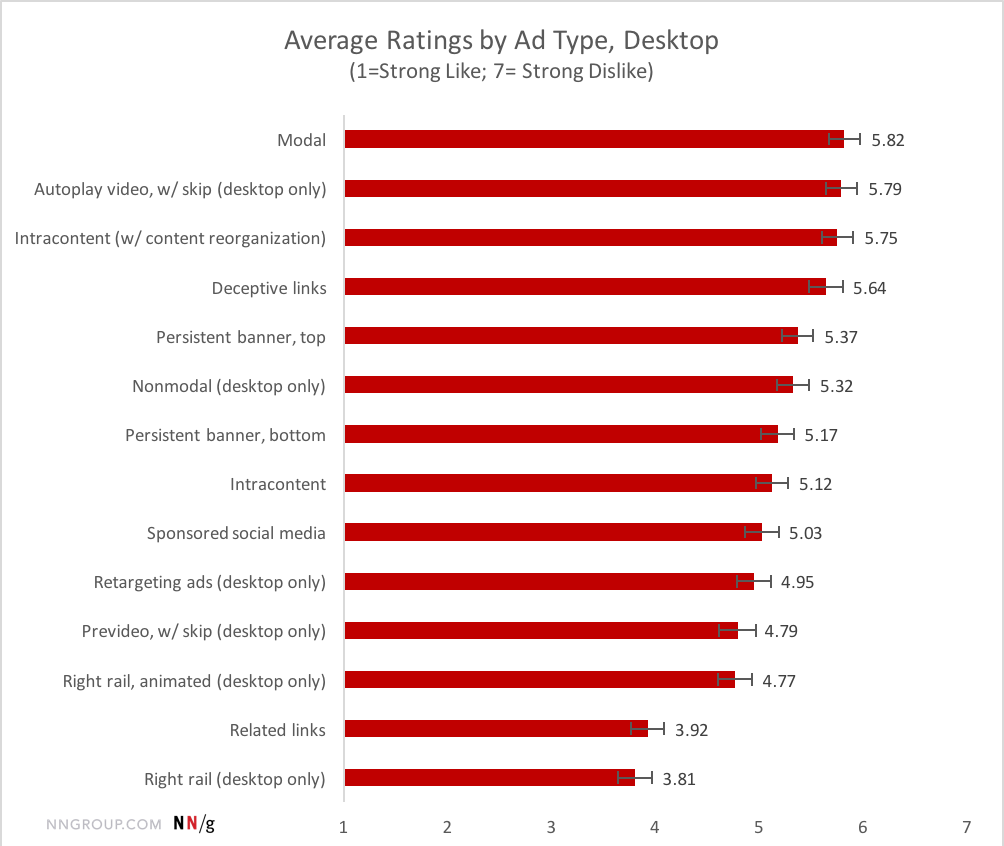 Average Ratings by Ad Type, Desktop
(1=Strong Like; 7= Strong Dislike)
Modal 5.82
Autoplay video, w/ skip (desktop only) 5.79
Intracontent (w/ content reorganization) 5.75
Deceptive links 5.64
Persistent banner, top 5.37
Nonmodal (desktop only) 5.32
Persistent banner, bottom 5.17
Intracontent 5.12
Sponsored social media 5.03
Retargeting ads (desktop only) 4.95
Prevideo, w/ skip (desktop only) 4.79
Right rail, animated (desktop only) 4.77
Related links 3.92
Right rail (desktop only) 3.81
NNGROUP.COM NN/g 1 2 3 4 5 6 7